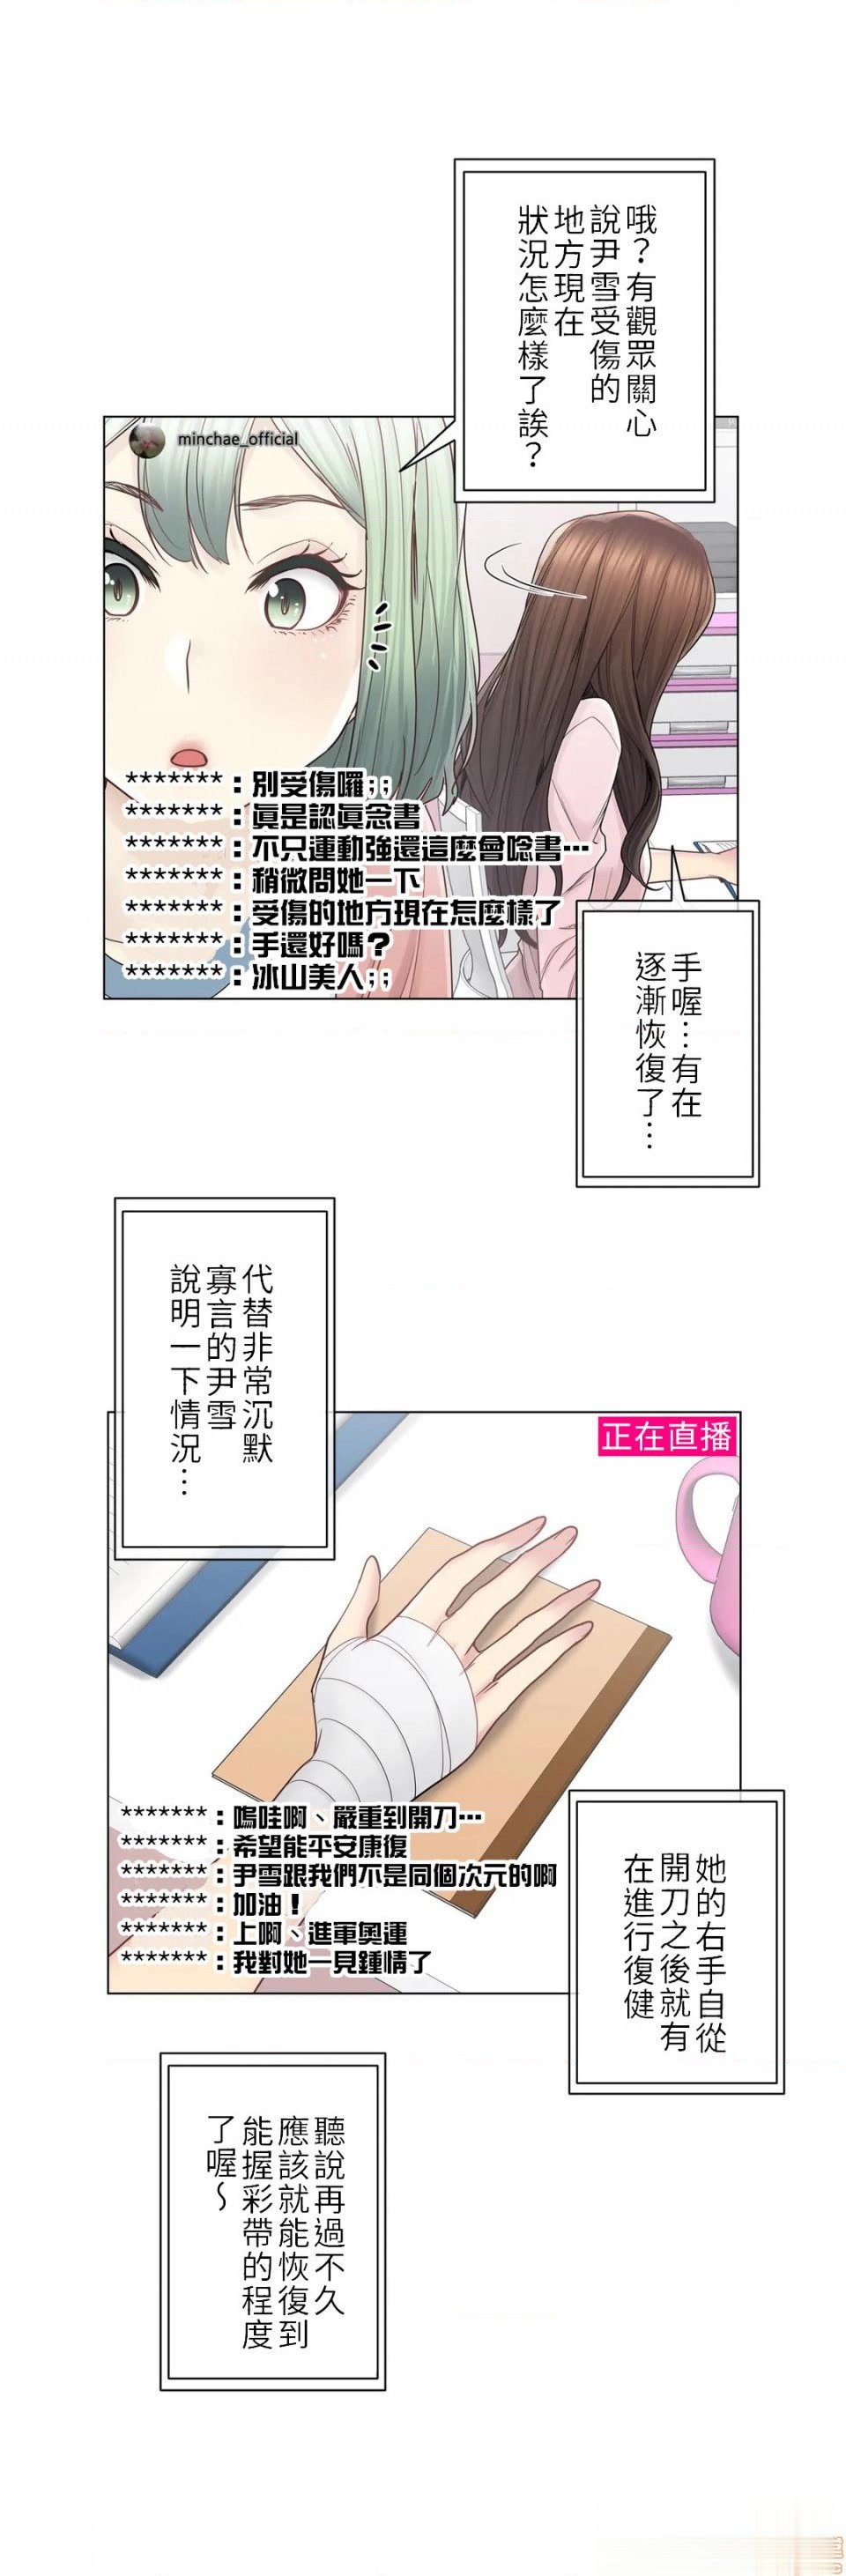 哦？有觀眾關心
說尹雪受傷的
地方現在
狀況怎麼樣了誒？
minchae_official
*******：別受傷囉;;
*******：真是認真念書
*******：不只運動強還這麼會唸書…
*******：稍微問她一下
*******：受傷的地方現在怎麼樣了
*******：手還好嗎？
*******：冰山美人;;
手喔…有在
逐漸恢復了…
代替非常沉默
寡言的尹雪
說明一下情況…
正在直播
*******：嗚哇啊、嚴重到開刀…
*******：希望能平安康復
*******：尹雪跟我們不是同個次元的啊
*******：加油！
*******：上啊、進軍奧運
*******：我對她一見鍾情了
她的右手自從
開刀之後就有
在進行復健
聽說再過不久
應該就能恢復到
能握彩帶的程度
了喔～